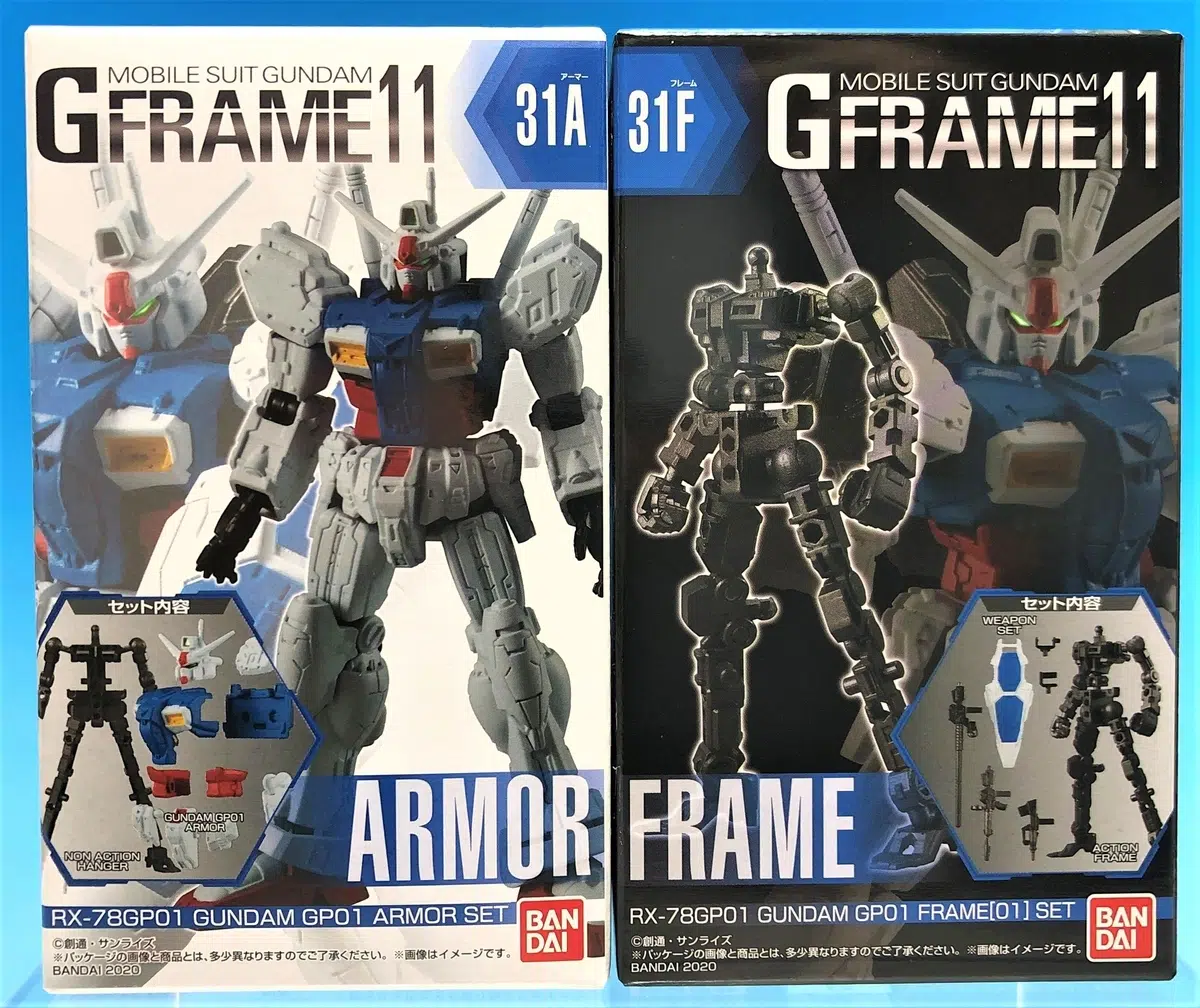 MOBILE SUIT GUNDAM
GFRAME11
アーマー
31A
セット内容
GUNDAM GP01
ARMOR
NON ACTION
HANGER
ARMOR
RX-78GP01 GUNDAM GP01 ARMOR SET
BAN
DAI
©創通・サンライズ
※パッケージの画像と商品とは、多少異なりますのでご了承ください。※画像はイメージです。
BANDAI 2020
フレーム
31F
MOBILE SUIT GUNDAM
GFRAME11
セット内容
WEAPON
SET
ACTION
FRAME
FRAME
RX-78GP01 GUNDAM GP01 FRAME[01] SET
BAN
DAI
©創通・サンライズ
※パッケージの画像と商品とは、多少異なりますのでご了承ください。※画像はイメージです。
BANDAI 2020